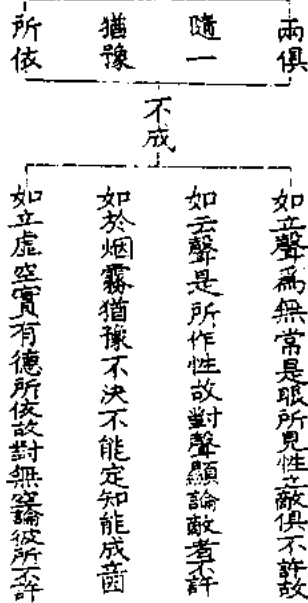 兩俱
隨一
猶豫
所依
不成
如立聲爲無常是眼所見性立敵俱不許故
如云聲是所作性故對聲顯論敵者不許
如於烟霧猶豫不決不能定知能成啬
如立虛空實有德所依故對無空論彼所不許